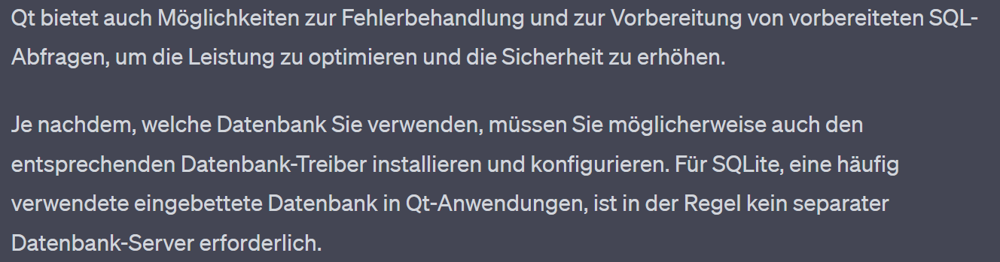 Qt bietet auch Möglichkeiten zur Fehlerbehandlung und zur Vorbereitung von vorbereiteten SQL-
Abfragen, um die Leistung zu optimieren und die Sicherheit zu erhöhen.
Je nachdem, welche Datenbank Sie verwenden, müssen Sie möglicherweise auch den
entsprechenden Datenbank-Treiber installieren und konfigurieren. Für SQLite, eine häufig
verwendete eingebettete Datenbank in Qt-Anwendungen, ist in der Regel kein separater
Datenbank-Server erforderlich.